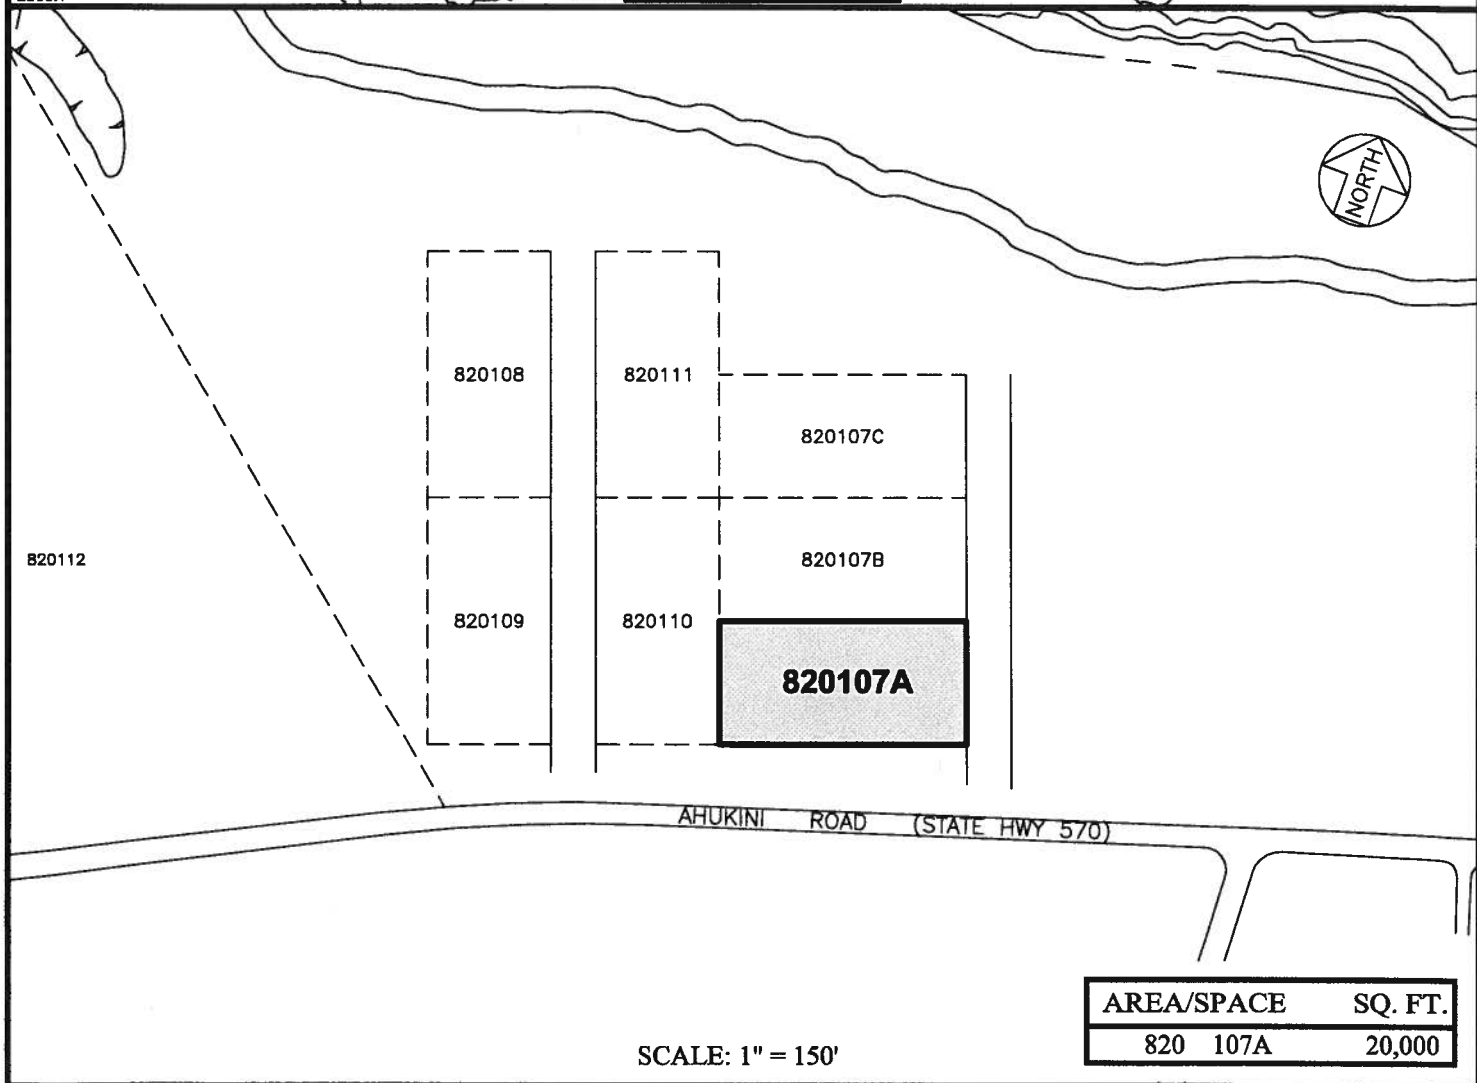 NORTH
820108
820111
820107C
820112
820107B
820109
820110
820107A
AHUKINI ROAD (STATE HWY 570)
AREA/SPACE SQ. FT.
820 107A 20,000
SCALE: 1" = 150'